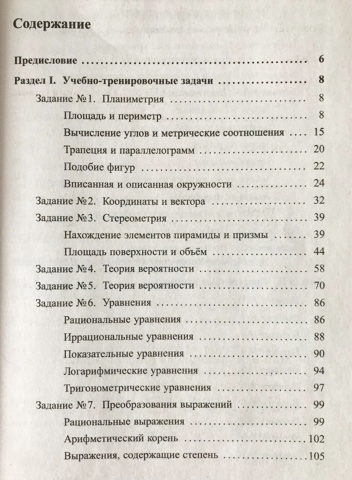 Содержание
Предисловие ........ 6
Раздел I. Учебно-тренировочные задачи ........ 8
Задание №1. Планиметрия ........ 8
Площадь и периметр ........ 8
Вычисление углов и метрические соотношения ........ 15
Трапеция и параллелограмм ........ 20
Подобие фигур ........ 22
Вписанная и описанная окружности ........ 24
Задание №2. Координаты и вектора ........ 32
Задание №3. Стереометрия ........ 39
Нахождение элементов пирамиды и призмы ........ 39
Площадь поверхности и объём ........ 44
Задание №4. Теория вероятности ........ 58
Задание №5. Теория вероятности ........ 70
Задание №6. Уравнения ........ 86
Рациональные уравнения ........ 86
Иррациональные уравнения ........ 88
Показательные уравнения ........ 90
Логарифмические уравнения ........ 94
Тригонометрические уравнения ........ 97
Задание №7. Преобразования выражений ........ 99
Рациональные выражения ........ 99
Арифметический корень ........ 102
Выражения, содержащие степень ........ 105